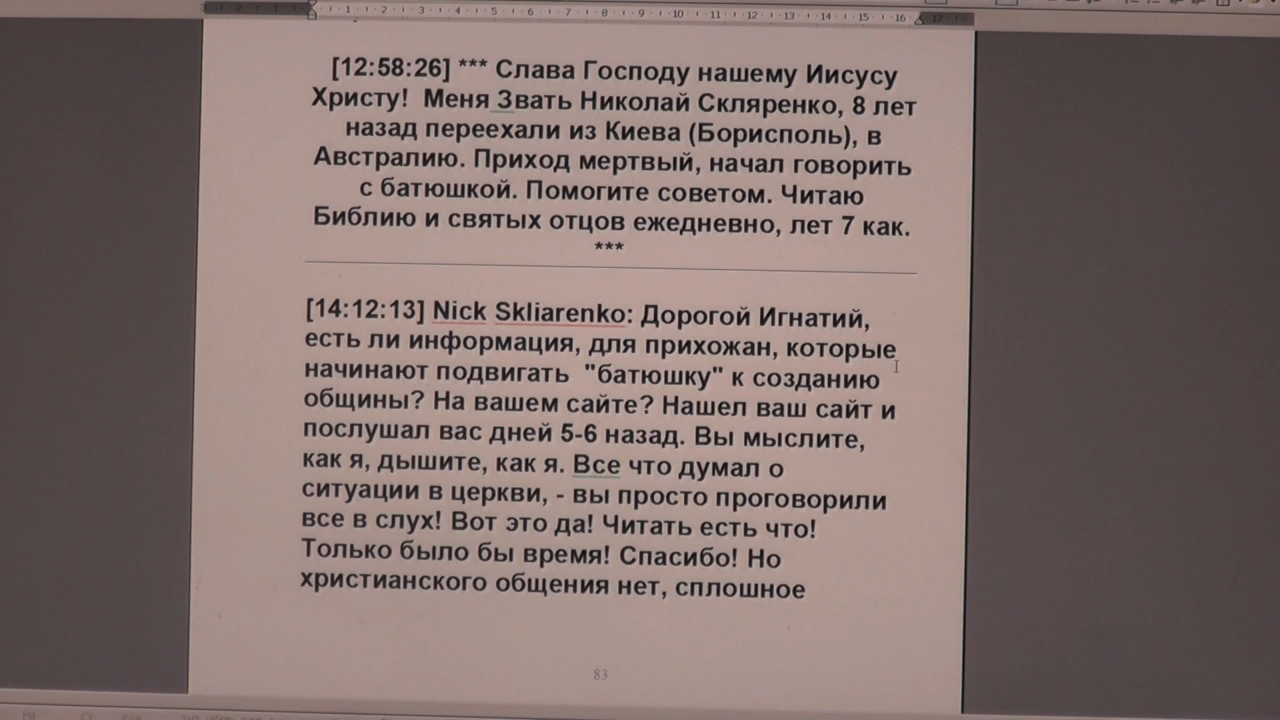 [12:58:26] *** Слава Господу нашему Иисусу
Христу!  Меня Звать Николай Скляренко, 8 лет
назад переехали из Киева (Борисполь), в
Австралию. Приход мертвый, начал говорить
с батюшкой. Помогите советом. Читаю
Библию и святых отцов ежедневно, лет 7 как.
***
[14:12:13] Nick Skliarenko: Дорогой Игнатий,
есть ли информация, для прихожан, которые
начинают подвигать  "батюшку" к созданию
общины? На вашем сайте? Нашел ваш сайт и
послушал вас дней 5-6 назад. Вы мыслите,
как я, дышите, как я. Все что думал о
ситуации в церкви, - вы просто проговорили
все в слух! Вот это да! Читать есть что!
Только было бы время! Спасибо! Но
христианского общения нет, сплошное
83